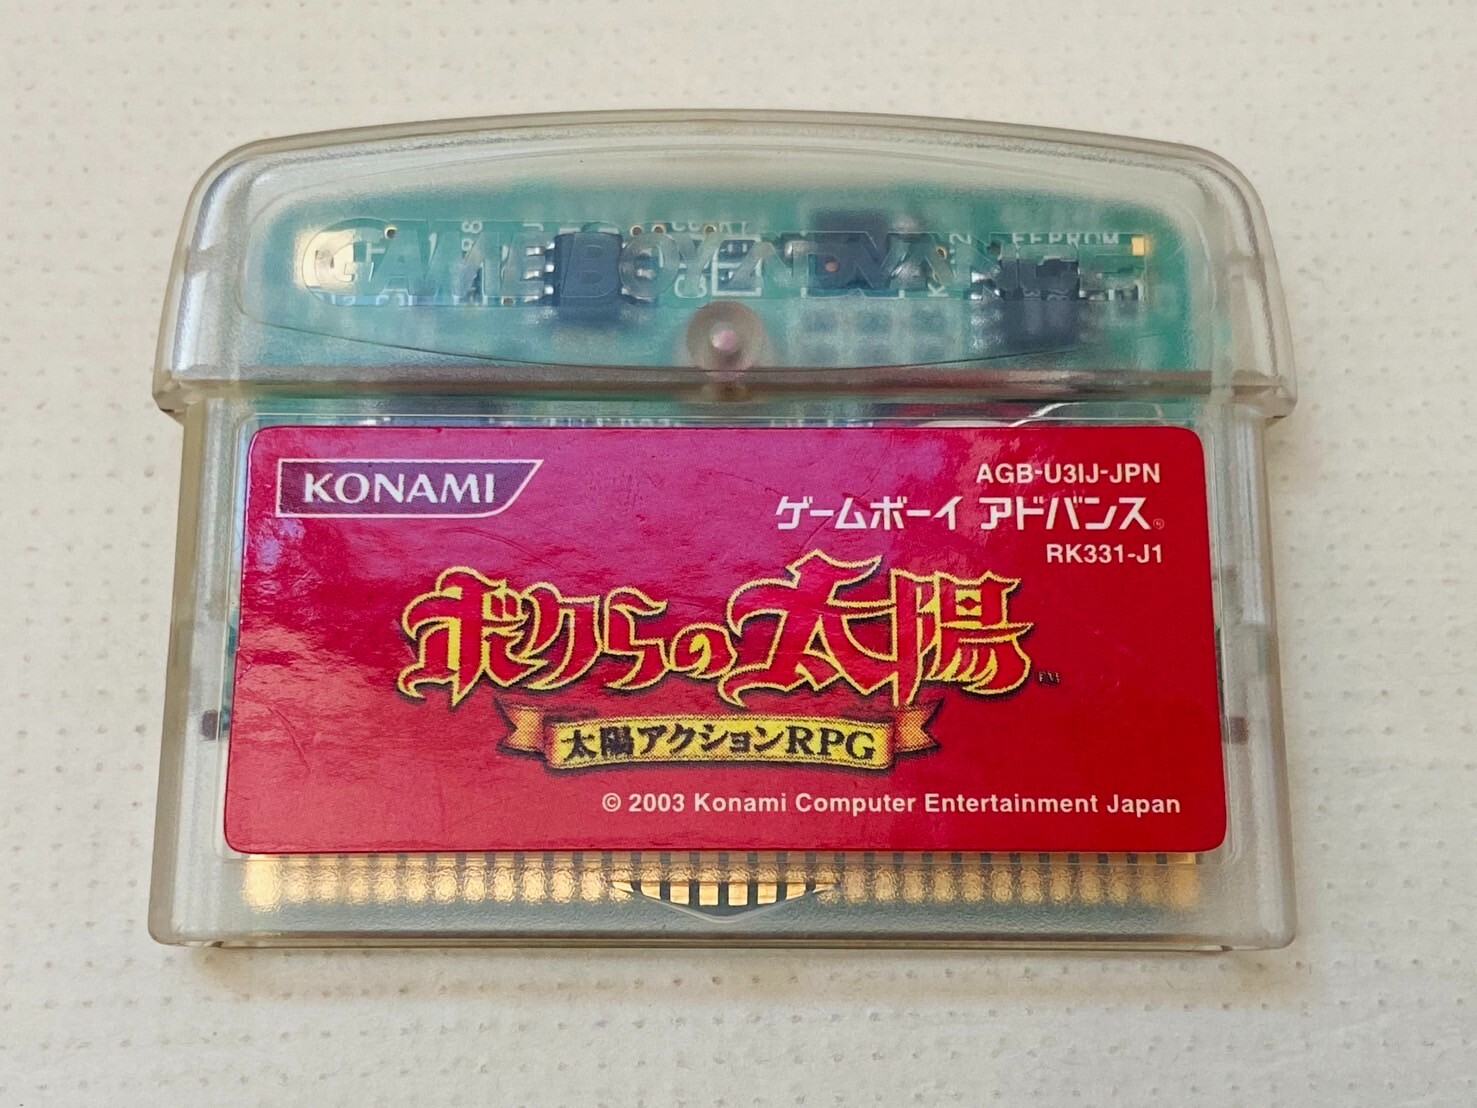 GAME BOY ADVANCE
EEPROM
KONAMI
AGB-U3IJ-JPN
ゲームボーイ アドバンス®
RK331-J1
ボクらの太陽™
太陽アクションRPG
© 2003 Konami Computer Entertainment Japan